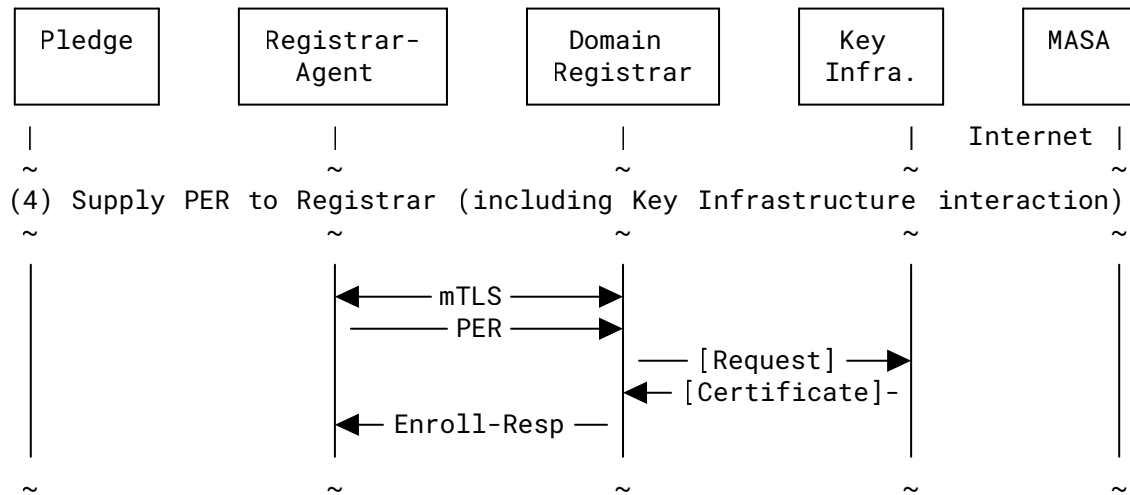 Pledge Registrar- Domain Key MASA
Agent Registrar Infra.
| | | | Internet |
~ ~ ~ ~ ~
(4) Supply PER to Registrar (including Key Infrastructure interaction)
~ ~ ~ ~ ~
mTLS
PER
[Request]
[Certificate]-
Enroll-Resp
~ ~ ~ ~ ~